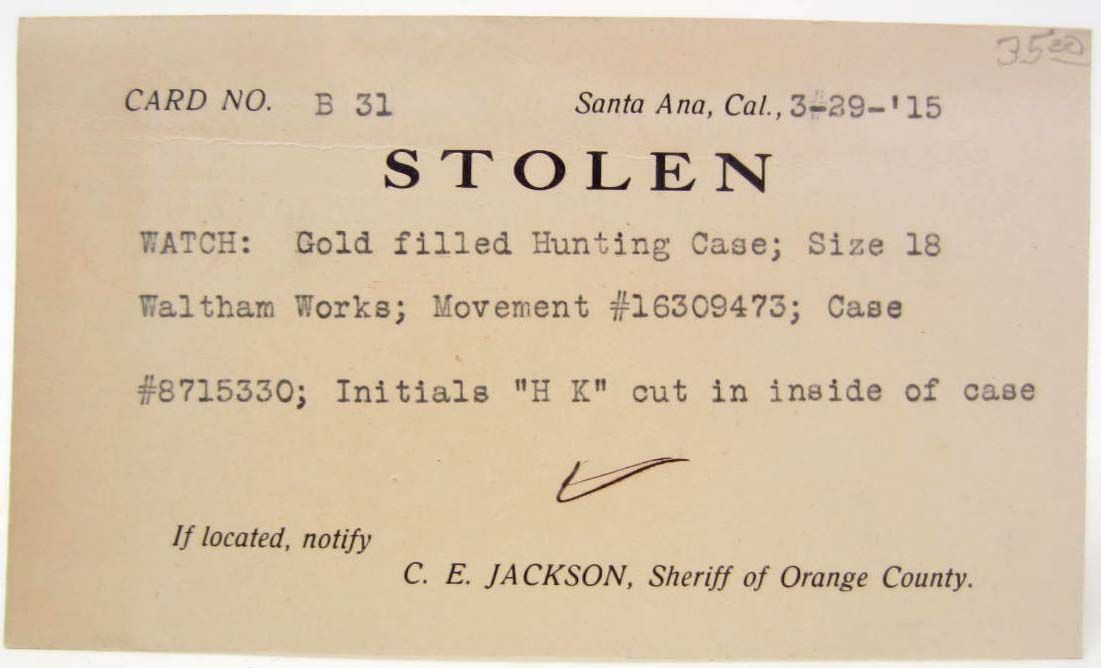 35 00
CARD NO. B 31 Santa Ana, Cal., 3-29-'15
STOLEN
WATCH: Gold filled Hunting Case; Size 18
Waltham Works; Movement #16309473; Case
#8715330; Initials "H K" cut in inside of case
If located, notify
C. E. JACKSON, Sheriff of Orange County.